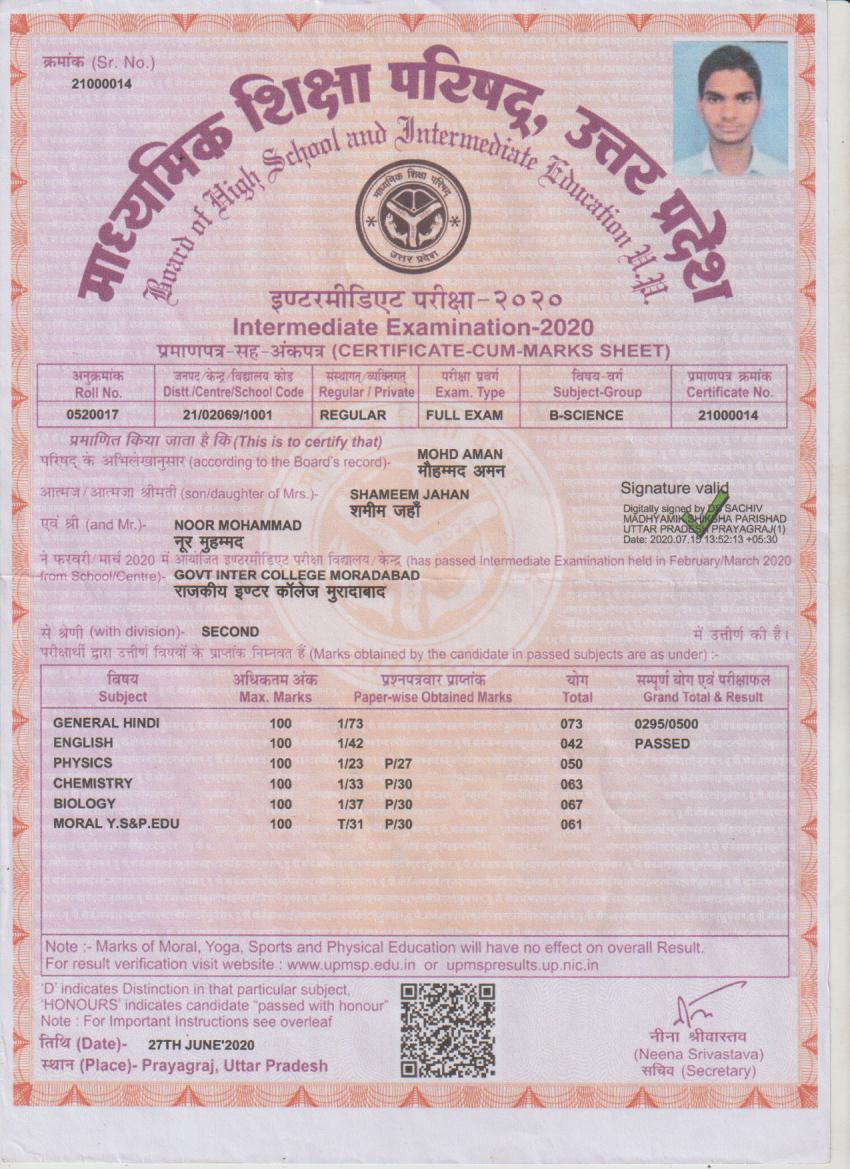 क्रमांक (Sr. No.)
21000014
माध्यमिक शिक्षा परिषद्, उत्तर प्रदेश
Board of High School and Intermediate Education U.P.
माध्यमिक शिक्षा परिषद्
उत्तर प्रदेश
इण्टरमीडिएट परीक्षा-२०२०
Intermediate Examination-2020
प्रमाणपत्र-सह-अंकपत्र (CERTIFICATE-CUM-MARKS SHEET)
अनुक्रमांक जनपद/केन्द्र/विद्यालय कोड संस्थागत/व्यक्तिगत परीक्षा प्रवर्ग विषय-वर्ग प्रमाणपत्र क्रमांक
Roll No. Distt./Centre/School Code Regular / Private Exam. Type Subject-Group Certificate No.
0520017 21/02069/1001 REGULAR FULL EXAM B-SCIENCE 21000014
प्रमाणित किया जाता है कि (This is to certify that)
MOHD AMAN
परिषद् के अभिलेखानुसार (according to the Board's record)- मौहम्मद अमन
आत्मज/आत्मजा श्रीमती (son/daughter of Mrs.)- SHAMEEM JAHAN
शमीम जहाँ
Signature valid
Digitally signed by DS SACHIV
MADHYAMIK SHIKSHA PARISHAD
UTTAR PRADESH PRAYAGRAJ(1)
Date: 2020.07.15 13:52:13 +05:30
एवं श्री (and Mr.)- NOOR MOHAMMAD
नूर मुहम्मद
ने फरवरी/मार्च 2020 में आयोजित इण्टरमीडिएट परीक्षा विद्यालय/केन्द्र (has passed Intermediate Examination held in February/March 2020
from School/Centre)- GOVT INTER COLLEGE MORADABAD
राजकीय इण्टर कॉलेज मुरादाबाद
से श्रेणी (with division)- SECOND में उत्तीर्ण की है।
परीक्षार्थी द्वारा उत्तीर्ण विषयों के प्राप्तांक निम्नवत हैं (Marks obtained by the candidate in passed subjects are as under) :-
विषय अधिकतम अंक प्रश्नपत्रवार प्राप्तांक योग सम्पूर्ण योग एवं परीक्षाफल
Subject Max. Marks Paper-wise Obtained Marks Total Grand Total & Result
GENERAL HINDI 100 1/73 073 0295/0500
ENGLISH 100 1/42 042 PASSED
PHYSICS 100 1/23 P/27 050
CHEMISTRY 100 1/33 P/30 063
BIOLOGY 100 1/37 P/30 067
MORAL Y.S&P.EDU 100 T/31 P/30 061
Note :- Marks of Moral, Yoga, Sports and Physical Education will have no effect on overall Result.
For result verification visit website : www.upmsp.edu.in or upmspresults.up.nic.in
'D' indicates Distinction in that particular subject,
'HONOURS' indicates candidate "passed with honour"
Note : For Important Instructions see overleaf
तिथि (Date)- 27TH JUNE'2020
स्थान (Place)- Prayagraj, Uttar Pradesh
नीना श्रीवास्तव
(Neena Srivastava)
सचिव (Secretary)